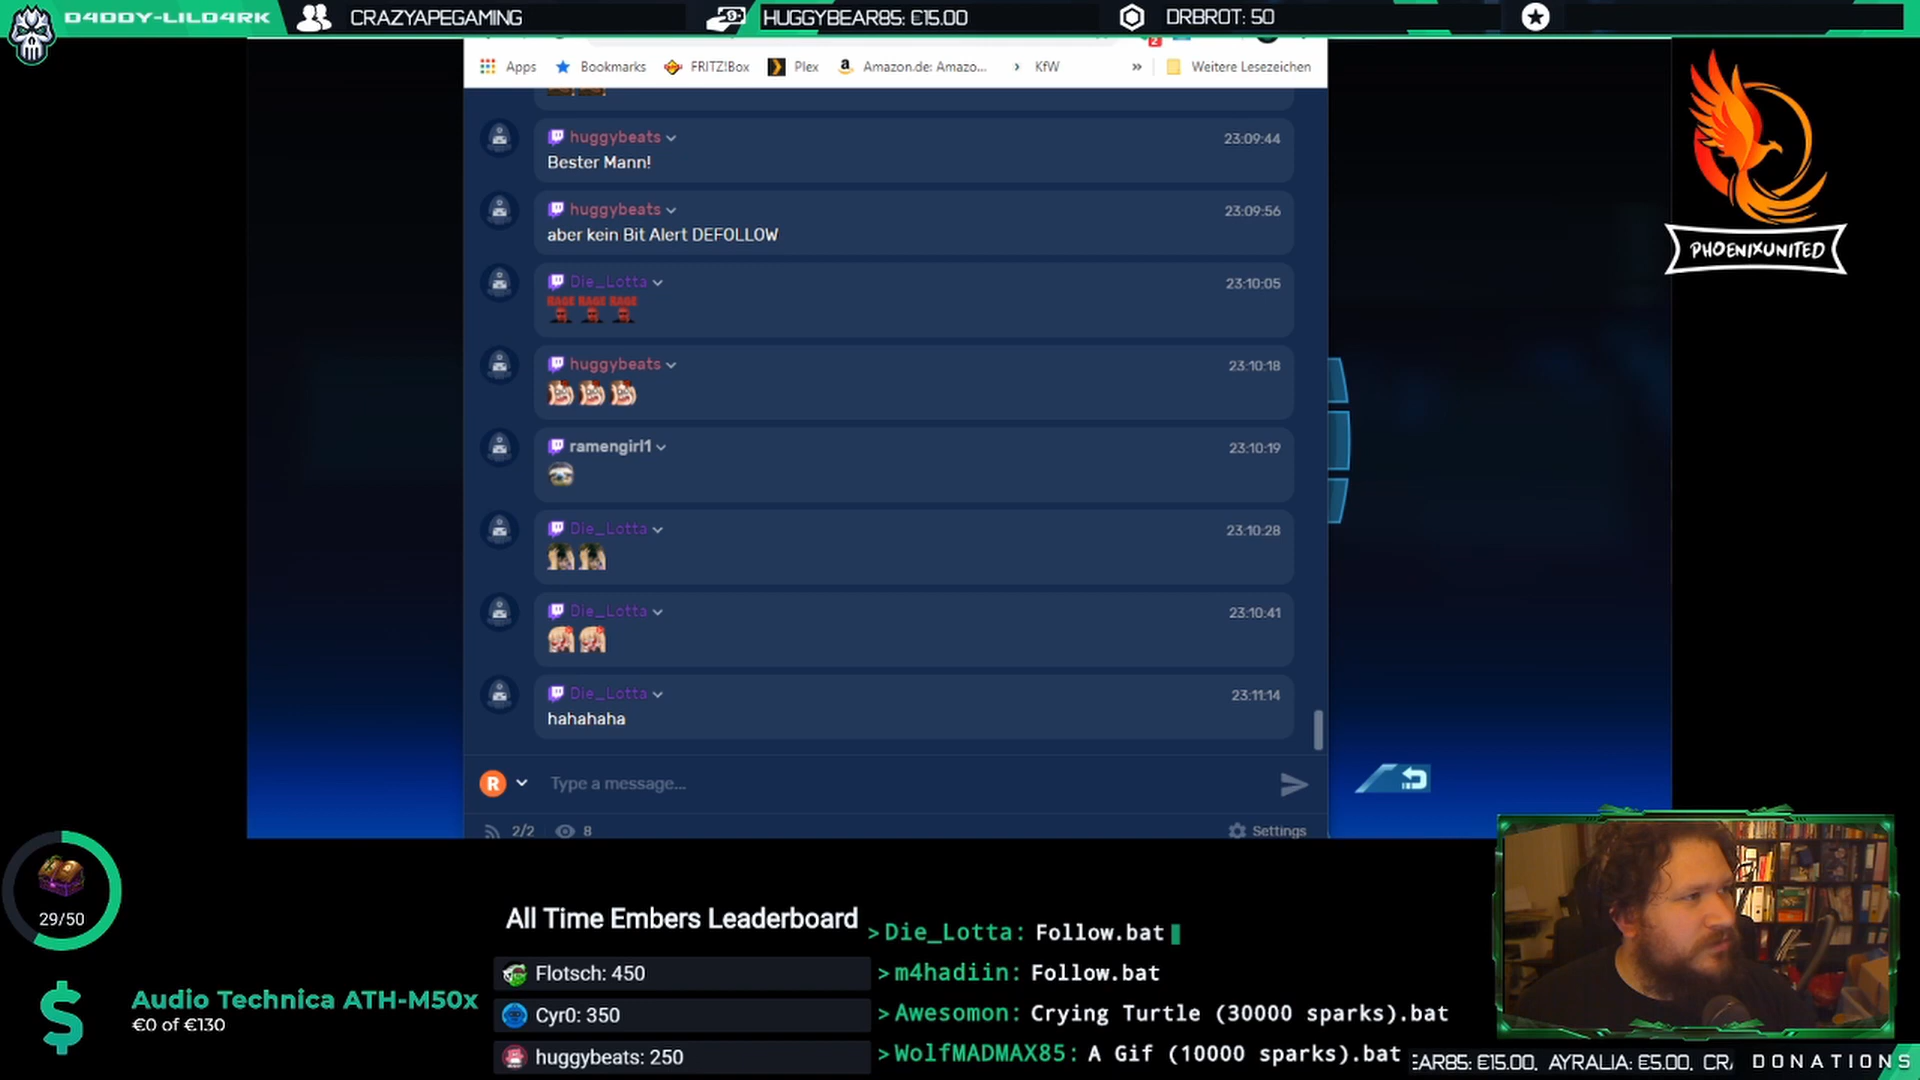 D4DDY-LILD4RK
CRAZYAPEGAMING
HUGGYBEAR85: €15.00
DRBROT: 50
2
Apps
Bookmarks
FRITZ!Box
Plex
Amazon.de: Amazo...
KfW
»
Weitere Lesezeichen
huggybeats
23:09:44
Bester Mann!
huggybeats
23:09:56
aber kein Bit Alert DEFOLLOW
Die_Lotta
23:10:05
RAGE RAGE RAGE
huggybeats
23:10:18
ramengirl1
23:10:19
Die_Lotta
23:10:28
Die_Lotta
23:10:41
Die_Lotta
23:11:14
hahahaha
R
Type a message...
2/2
8
Settings
PHOENIXUNITED
29/50
$
Audio Technica ATH-M50x
€0 of €130
All Time Embers Leaderboard
Flotsch: 450
Cyr0: 350
huggybeats: 250
>Die_Lotta: Follow.bat
>m4hadiin: Follow.bat
>Awesomon: Crying Turtle (30000 sparks).bat
>WolfMADMAX85: A Gif (10000 sparks).bat
EAR85: €15.00, AYRALIA: €5.00, CR
DONATIONS